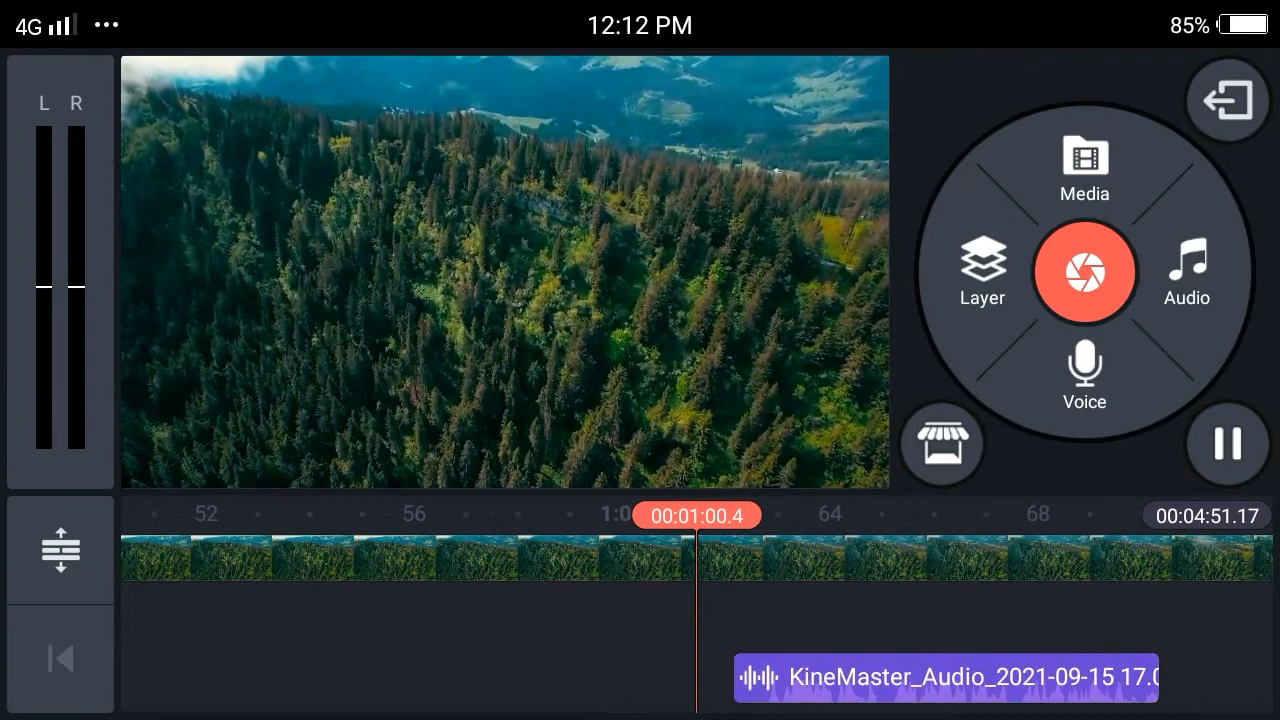 4G 12:12 PM 85%
L R
Media
Layer
Audio
Voice
52 56 1:0 00:01:00.4 64 68 00:04:51.17
KineMaster_Audio_2021-09-15 17.0